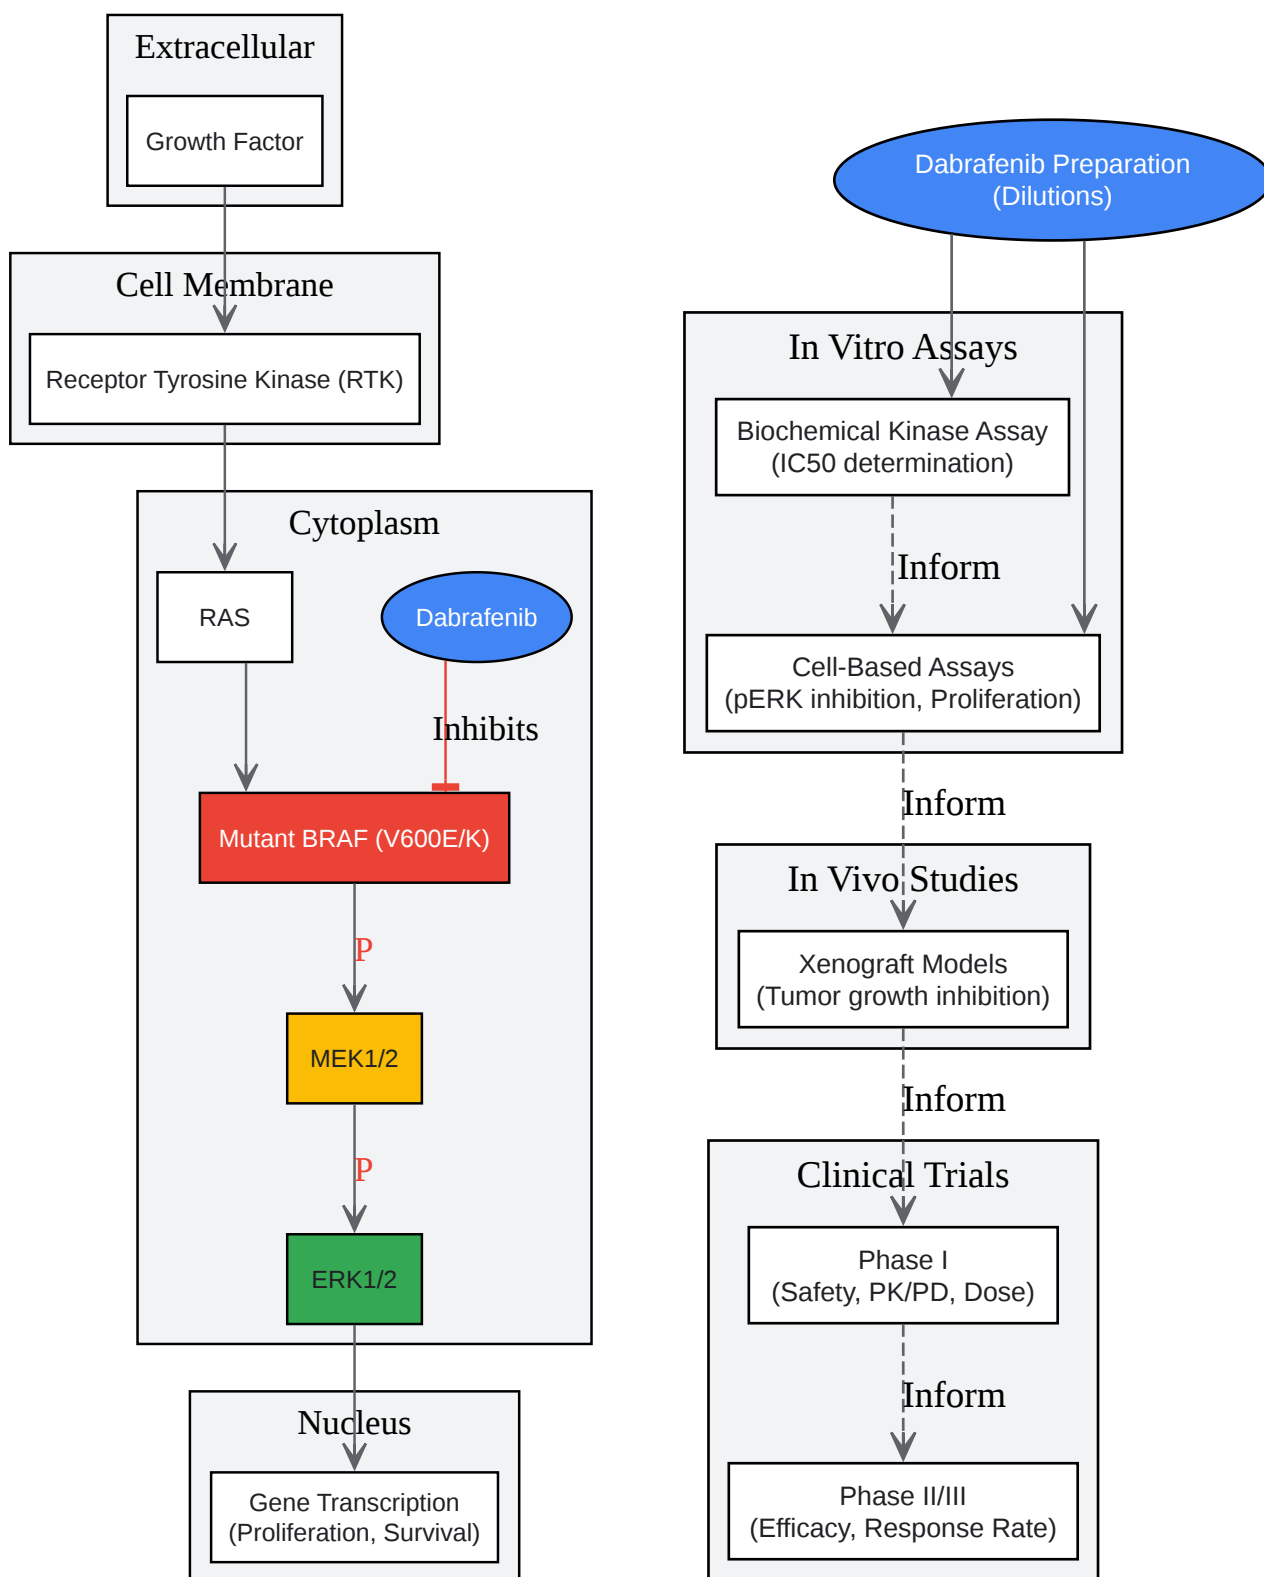 Extracellular
Growth Factor
Cell Membrane
Receptor Tyrosine Kinase (RTK)
Cytoplasm
RAS
Dabrafenib
Inhibits
Mutant BRAF (V600E/K)
P
MEK1/2
P
ERK1/2
Nucleus
Gene Transcription
(Proliferation, Survival)
Dabrafenib Preparation
(Dilutions)
In Vitro Assays
Biochemical Kinase Assay
(IC50 determination)
Inform
Cell-Based Assays
(pERK inhibition, Proliferation)
Inform
In Vivo Studies
Xenograft Models
(Tumor growth inhibition)
Inform
Clinical Trials
Phase I
(Safety, PK/PD, Dose)
Inform
Phase II/III
(Efficacy, Response Rate)